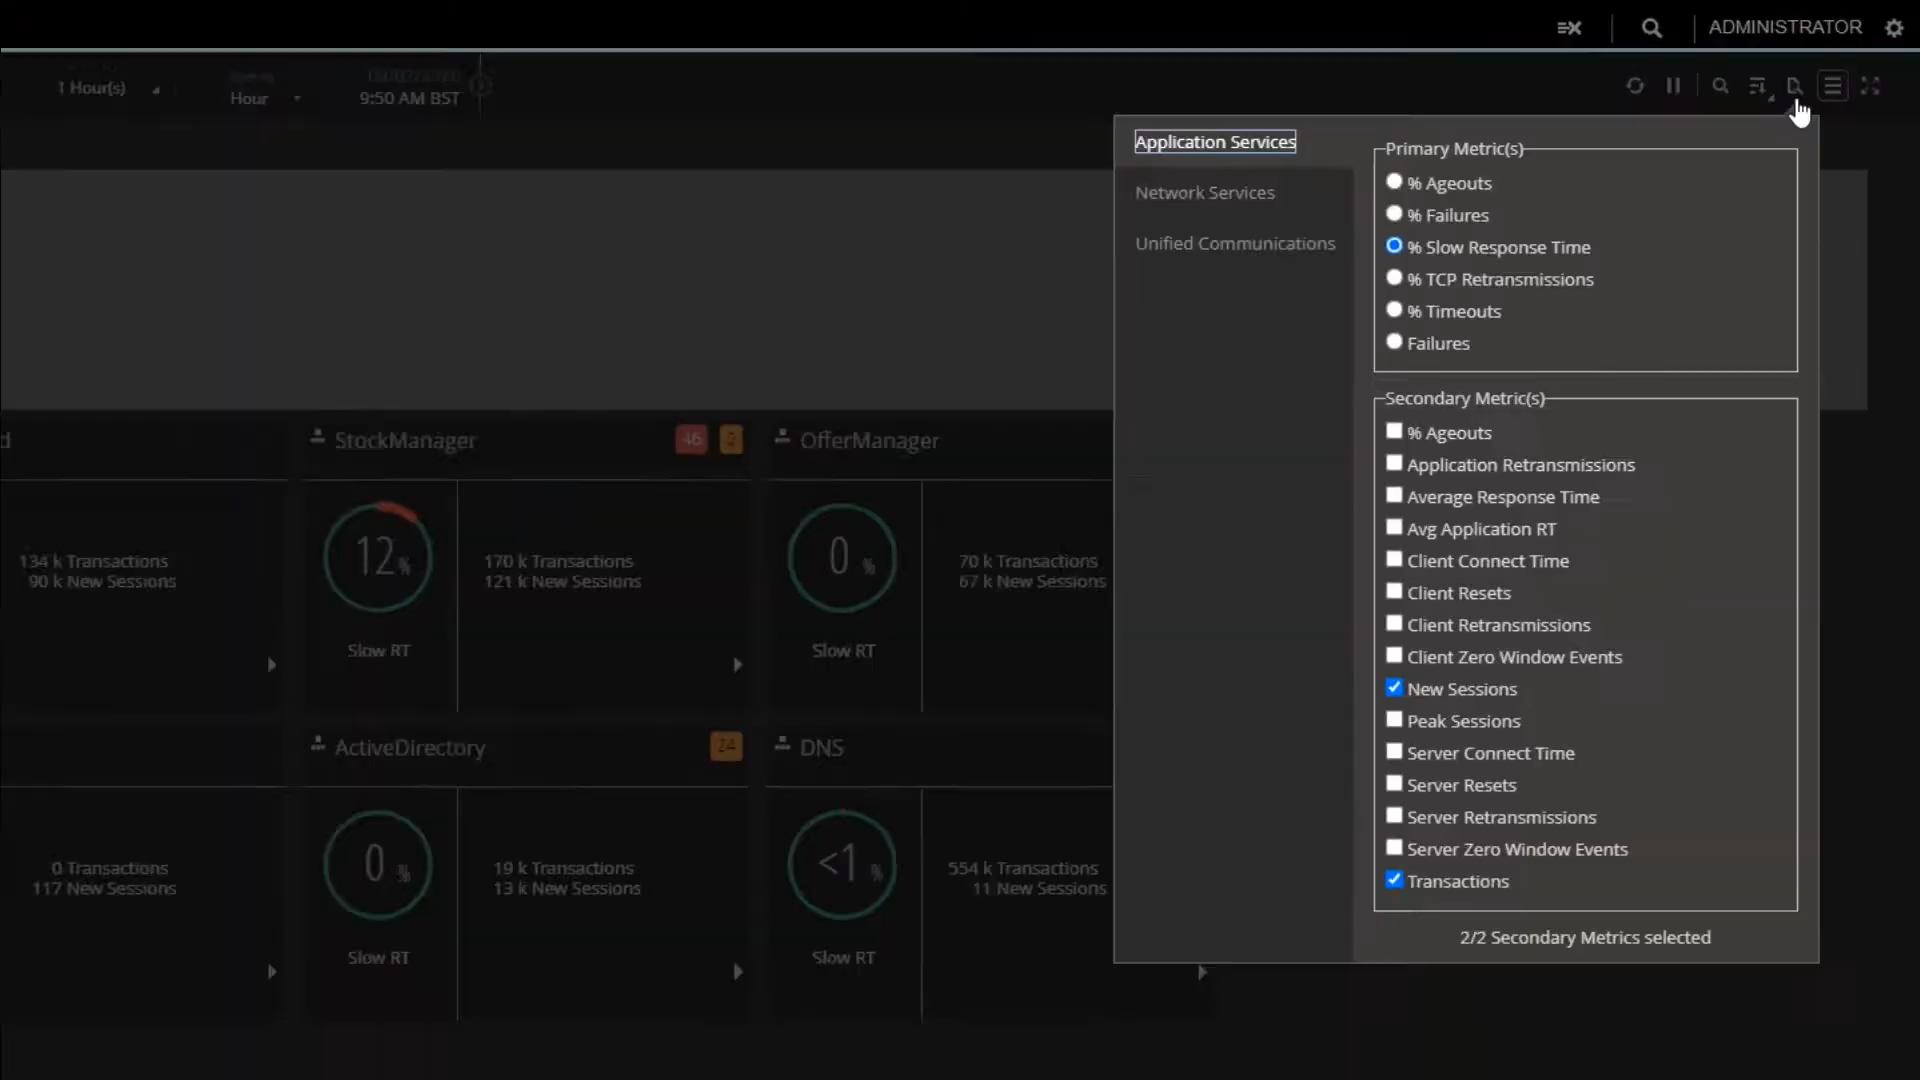 ADMINISTRATOR
1 Hour(s)
Hour
9:50 AM BST
Application Services
Network Services
Unified Communications
Primary Metric(s)
% Ageouts
% Failures
% Slow Response Time
% TCP Retransmissions
% Timeouts
Failures
Secondary Metric(s)
% Ageouts
Application Retransmissions
Average Response Time
Avg Application RT
Client Connect Time
Client Resets
Client Retransmissions
Client Zero Window Events
New Sessions
Peak Sessions
Server Connect Time
Server Resets
Server Retransmissions
Server Zero Window Events
Transactions
2/2 Secondary Metrics selected
d
134 k Transactions
90 k New Sessions
StockManager
46
12 %
Slow RT
170 k Transactions
121 k New Sessions
OfferManager
0 %
Slow RT
70 k Transactions
67 k New Sessions
0 Transactions
117 New Sessions
ActiveDirectory
24
0 %
Slow RT
19 k Transactions
13 k New Sessions
DNS
<1 %
Slow RT
554 k Transactions
11 New Sessions